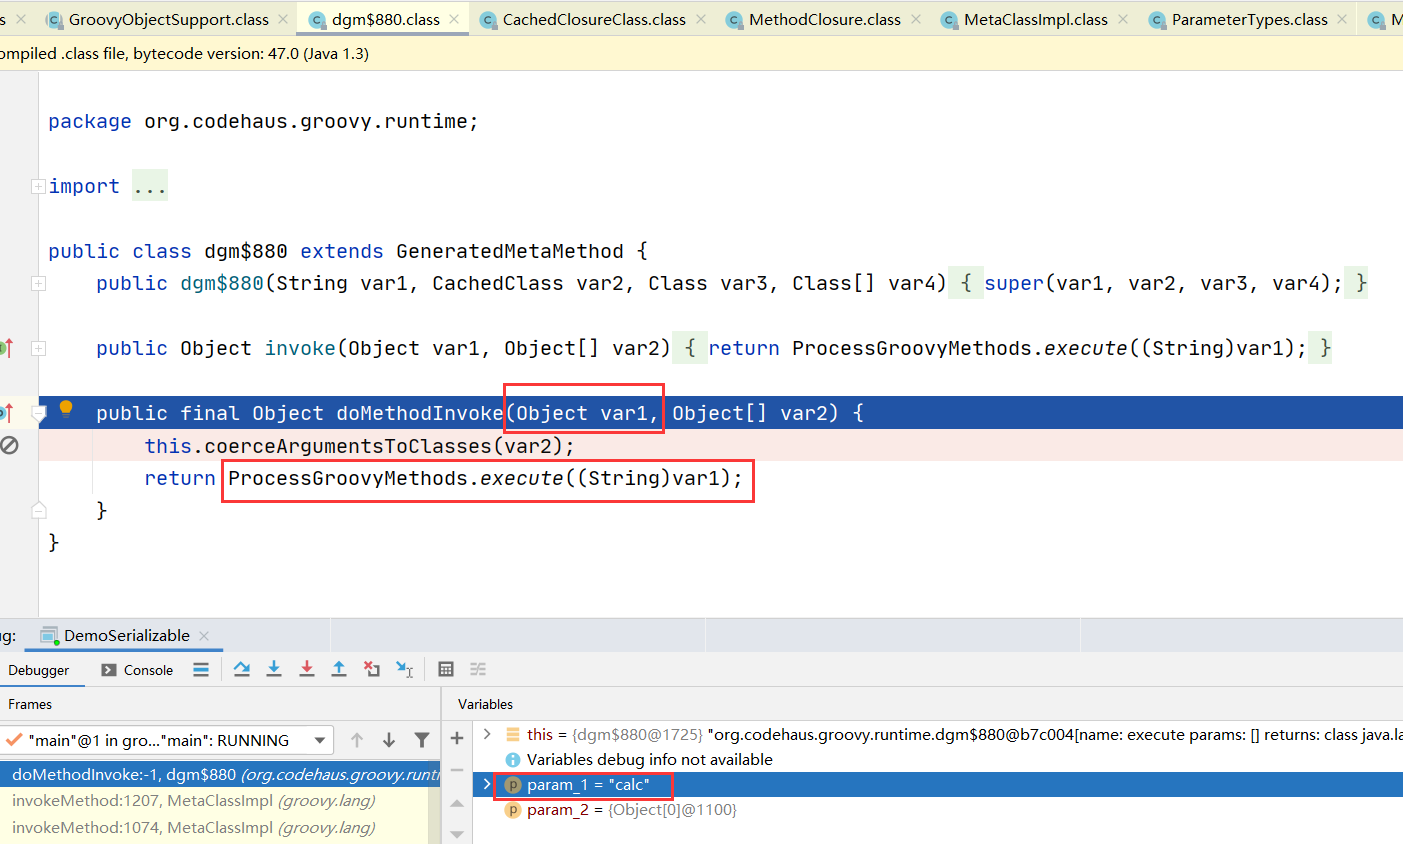 s GroovyObjectSupport.class dgm$880.class CachedClosureClass.class MethodClosure.class MetaClassImpl.class ParameterTypes.class M
ompiled .class file, bytecode version: 47.0 (Java 1.3)
package org.codehaus.groovy.runtime;
import ...
public class dgm$880 extends GeneratedMetaMethod {
public dgm$880(String var1, CachedClass var2, Class var3, Class[] var4) { super(var1, var2, var3, var4); }
public Object invoke(Object var1, Object[] var2) { return ProcessGroovyMethods.execute((String)var1); }
public final Object doMethodInvoke(Object var1, Object[] var2) {
this.coerceArgumentsToClasses(var2);
return ProcessGroovyMethods.execute((String)var1);
}
}
ug: DemoSerializable
Debugger Console
Frames Variables
"main"@1 in gro..."main": RUNNING
this = {dgm$880@1725} "org.codehaus.groovy.runtime.dgm$880@b7c004[name: execute params: [] returns: class java.la
Variables debug info not available
doMethodInvoke:-1, dgm$880 (org.codehaus.groovy.runti
param_1 = "calc"
invokeMethod:1207, MetaClassImpl (groovy.lang)
param_2 = {Object[0]@1100}
invokeMethod:1074, MetaClassImpl (groovy.lang)